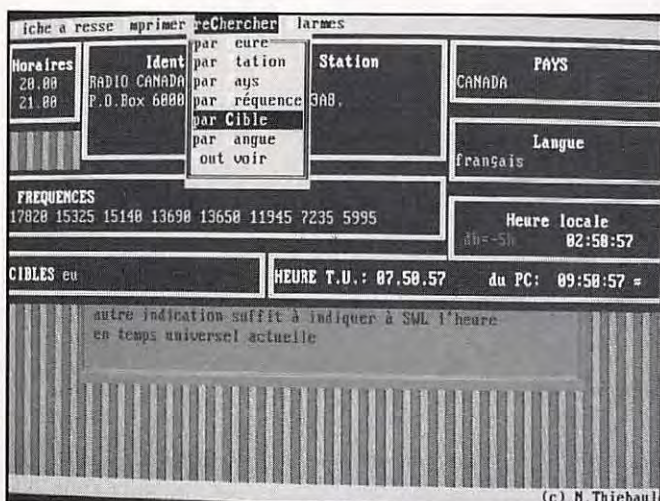 iche a resse mprimer reChercher larmes
par eure
par tation
par ays
par réquence
par Cible
par angue
out voir
Horaires
20.00
21.00
Ident Station
RADIO CANADA
P.O.Box 6000 3A8,
PAYS
CANADA
Langue
français
FREQUENCES
17820 15325 15140 13690 13650 11945 7235 5995
Heure locale
db=-5h 02:50:57
CIBLES eu
HEURE T.U.: 07.50.57 du PC: 09:50:57 =
autre indication suffit à indiquer à SWL l'heure
en temps universel actuelle
(c) N Thiebaul